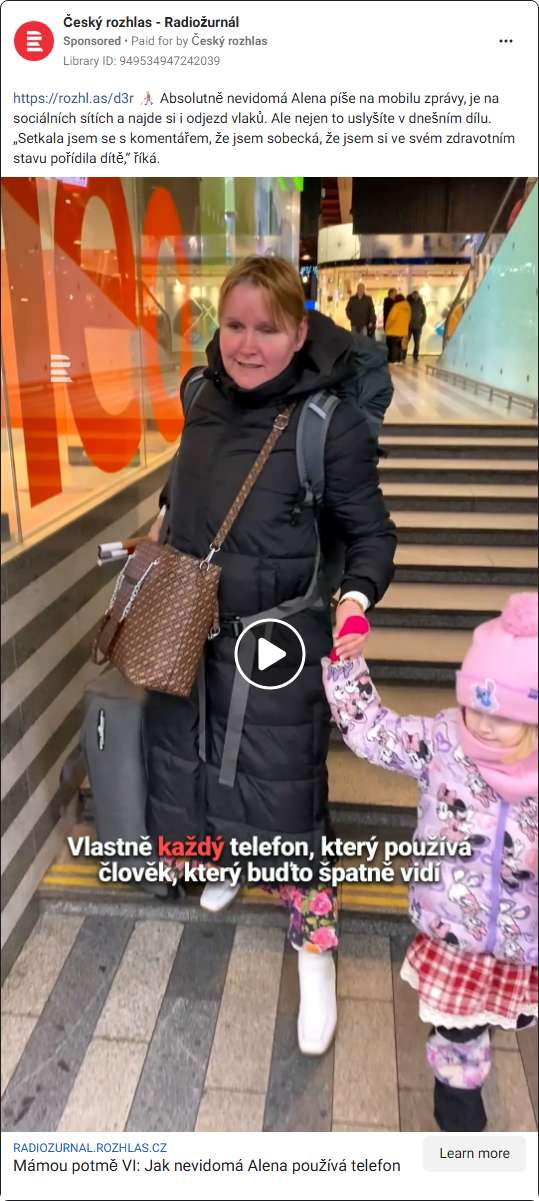 Český rozhlas - Radiožurnál
Sponsored • Paid for by Český rozhlas
Library ID: 949534947242039
https://rozhl.as/d3r 👩🏻‍🦯 Absolutně nevidomá Alena píše na mobilu zprávy, je na
sociálních sítích a najde si i odjezd vlaků. Ale nejen to uslyšíte v dnešním dílu.
„Setkala jsem se s komentářem, že jsem sobecká, že jsem si ve svém zdravotním
stavu pořídila dítě,“ říká.
Vlastně každý telefon, který používá
člověk, který buďto špatně vidí
RADIOZURNAL.ROZHLAS.CZ
Mámou potmě VI: Jak nevidomá Alena používá telefon
Learn more